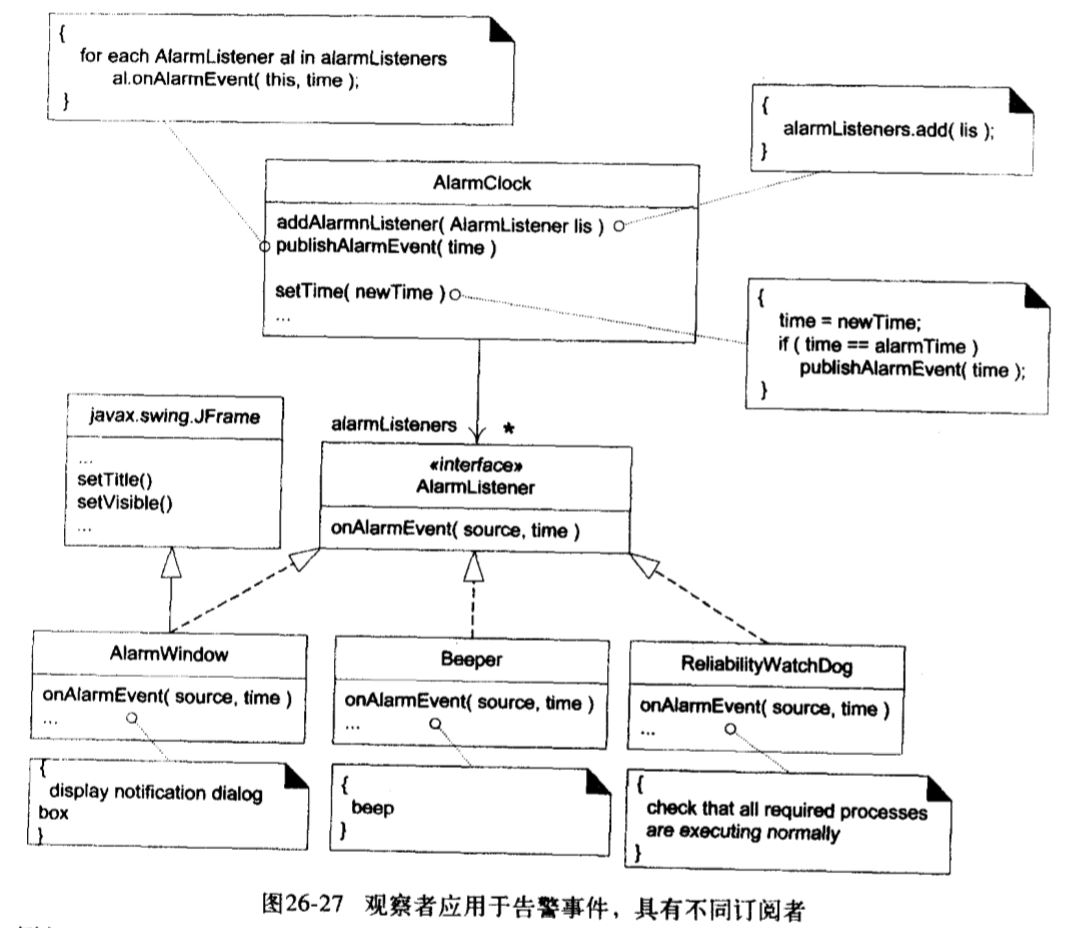 {
for each AlarmListener al in alarmListeners
al.onAlarmEvent( this, time );
}
{
alarmListeners.add( lis );
}
AlarmClock
addAlarmnListener( AlarmListener lis )
publishAlarmEvent( time )
setTime( newTime )
...
{
time = newTime;
if ( time == alarmTime )
publishAlarmEvent( time );
}
javax.swing.JFrame
...
setTitle()
setVisible()
...
alarmListeners
*
«interface»
AlarmListener
onAlarmEvent( source, time )
AlarmWindow
onAlarmEvent( source, time )
...
Beeper
onAlarmEvent( source, time )
...
ReliabilityWatchDog
onAlarmEvent( source, time )
...
{
display notification dialog
box
}
{
beep
}
{
check that all required processes
are executing normally
}
图26-27 观察者应用于告警事件，具有不同订阅者